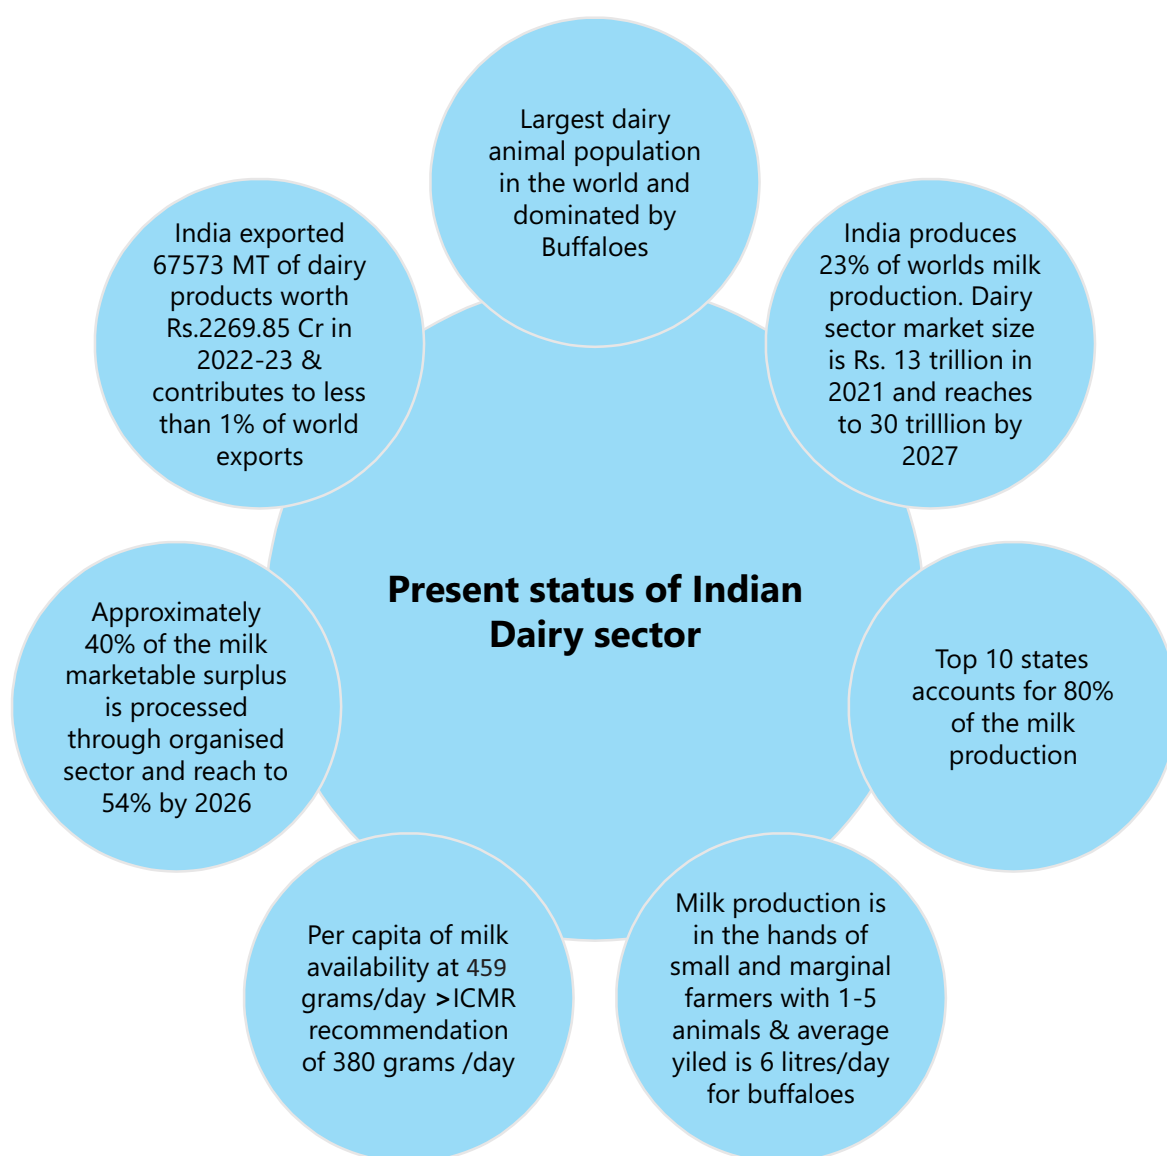 Largest dairy
animal population
in the world and
dominated by
Buffaloes
India produces
23% of worlds milk
production. Dairy
sector market size
is Rs. 13 trillion in
2021 and reaches
to 30 trilllion by
2027
Top 10 states
accounts for 80%
of the milk
production
Milk production is
in the hands of
small and marginal
farmers with 1-5
animals & average
yiled is 6 litres/day
for buffaloes
Per capita of milk
availability at 459
grams/day >ICMR
recommendation
of 380 grams /day
Approximately
40% of the milk
marketable surplus
is processed
through organised
sector and reach to
54% by 2026
India exported
67573 MT of dairy
products worth
Rs.2269.85 Cr in
2022-23 &
contributes to less
than 1% of world
exports
Present status of Indian
Dairy sector